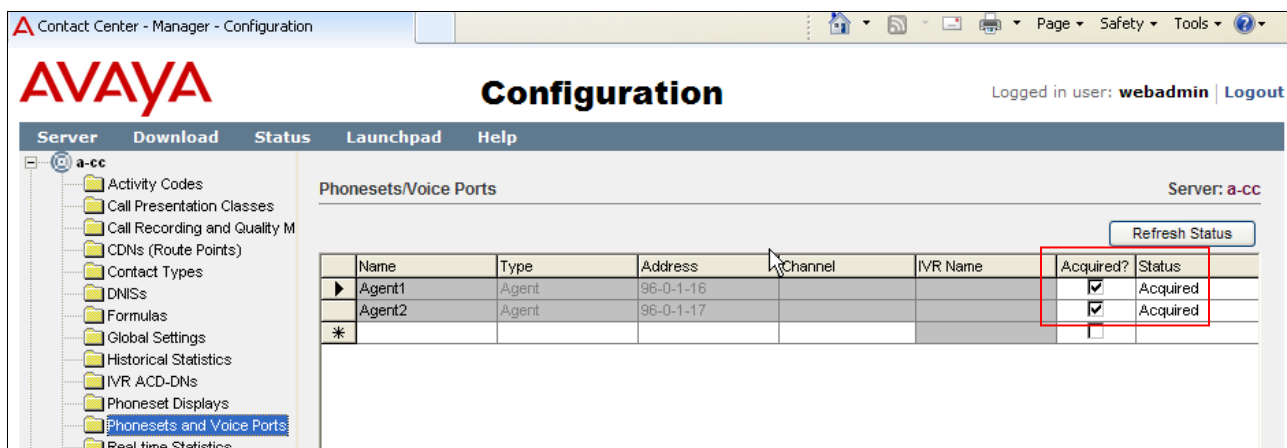 Contact Center - Manager - Configuration
Page Safety Tools
AVAYA
Configuration
Logged in user: webadmin | Logout
Server Download Status Launchpad Help
a-cc
Activity Codes
Call Presentation Classes
Call Recording and Quality M
CDNs (Route Points)
Contact Types
DNISs
Formulas
Global Settings
Historical Statistics
IVR ACD-DNs
Phoneset Displays
Phonesets and Voice Ports
Real-time Statistics
Phonesets/Voice Ports
Server: a-cc
Refresh Status
Name Type Address Channel IVR Name Acquired? Status
Agent1 Agent 96-0-1-16 Acquired
Agent2 Agent 96-0-1-17 Acquired